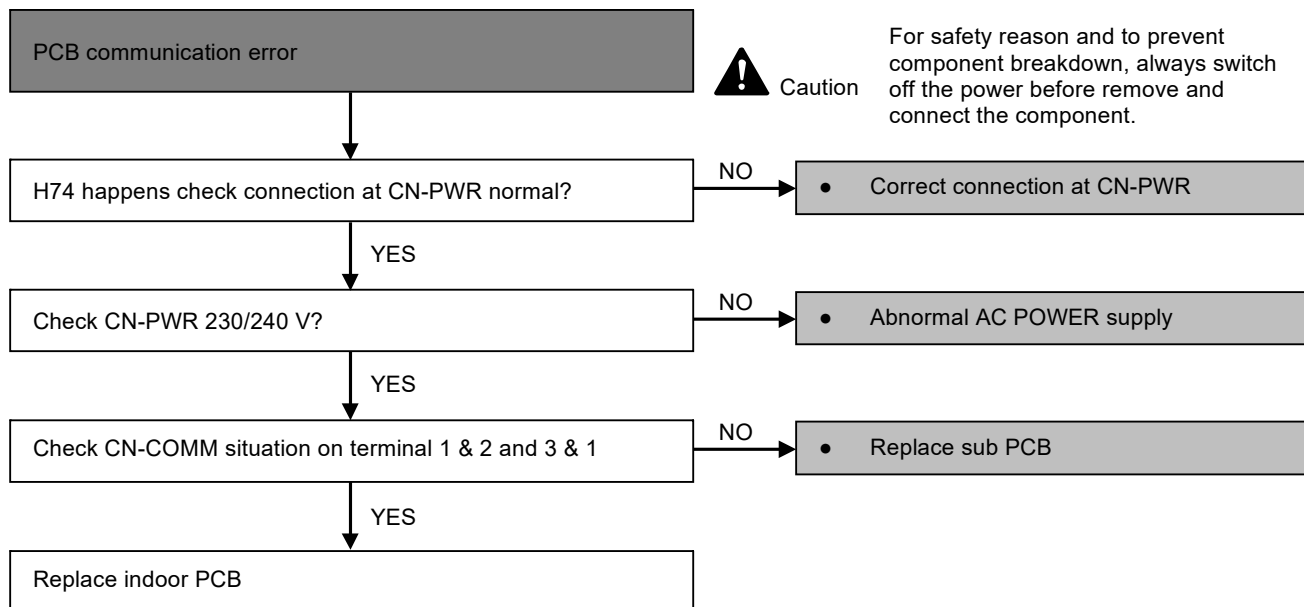 PCB communication error
Caution
For safety reason and to prevent
component breakdown, always switch
off the power before remove and
connect the component.
H74 happens check connection at CN-PWR normal?
NO
● Correct connection at CN-PWR
YES
Check CN-PWR 230/240 V?
NO
● Abnormal AC POWER supply
YES
Check CN-COMM situation on terminal 1 & 2 and 3 & 1
NO
● Replace sub PCB
YES
Replace indoor PCB